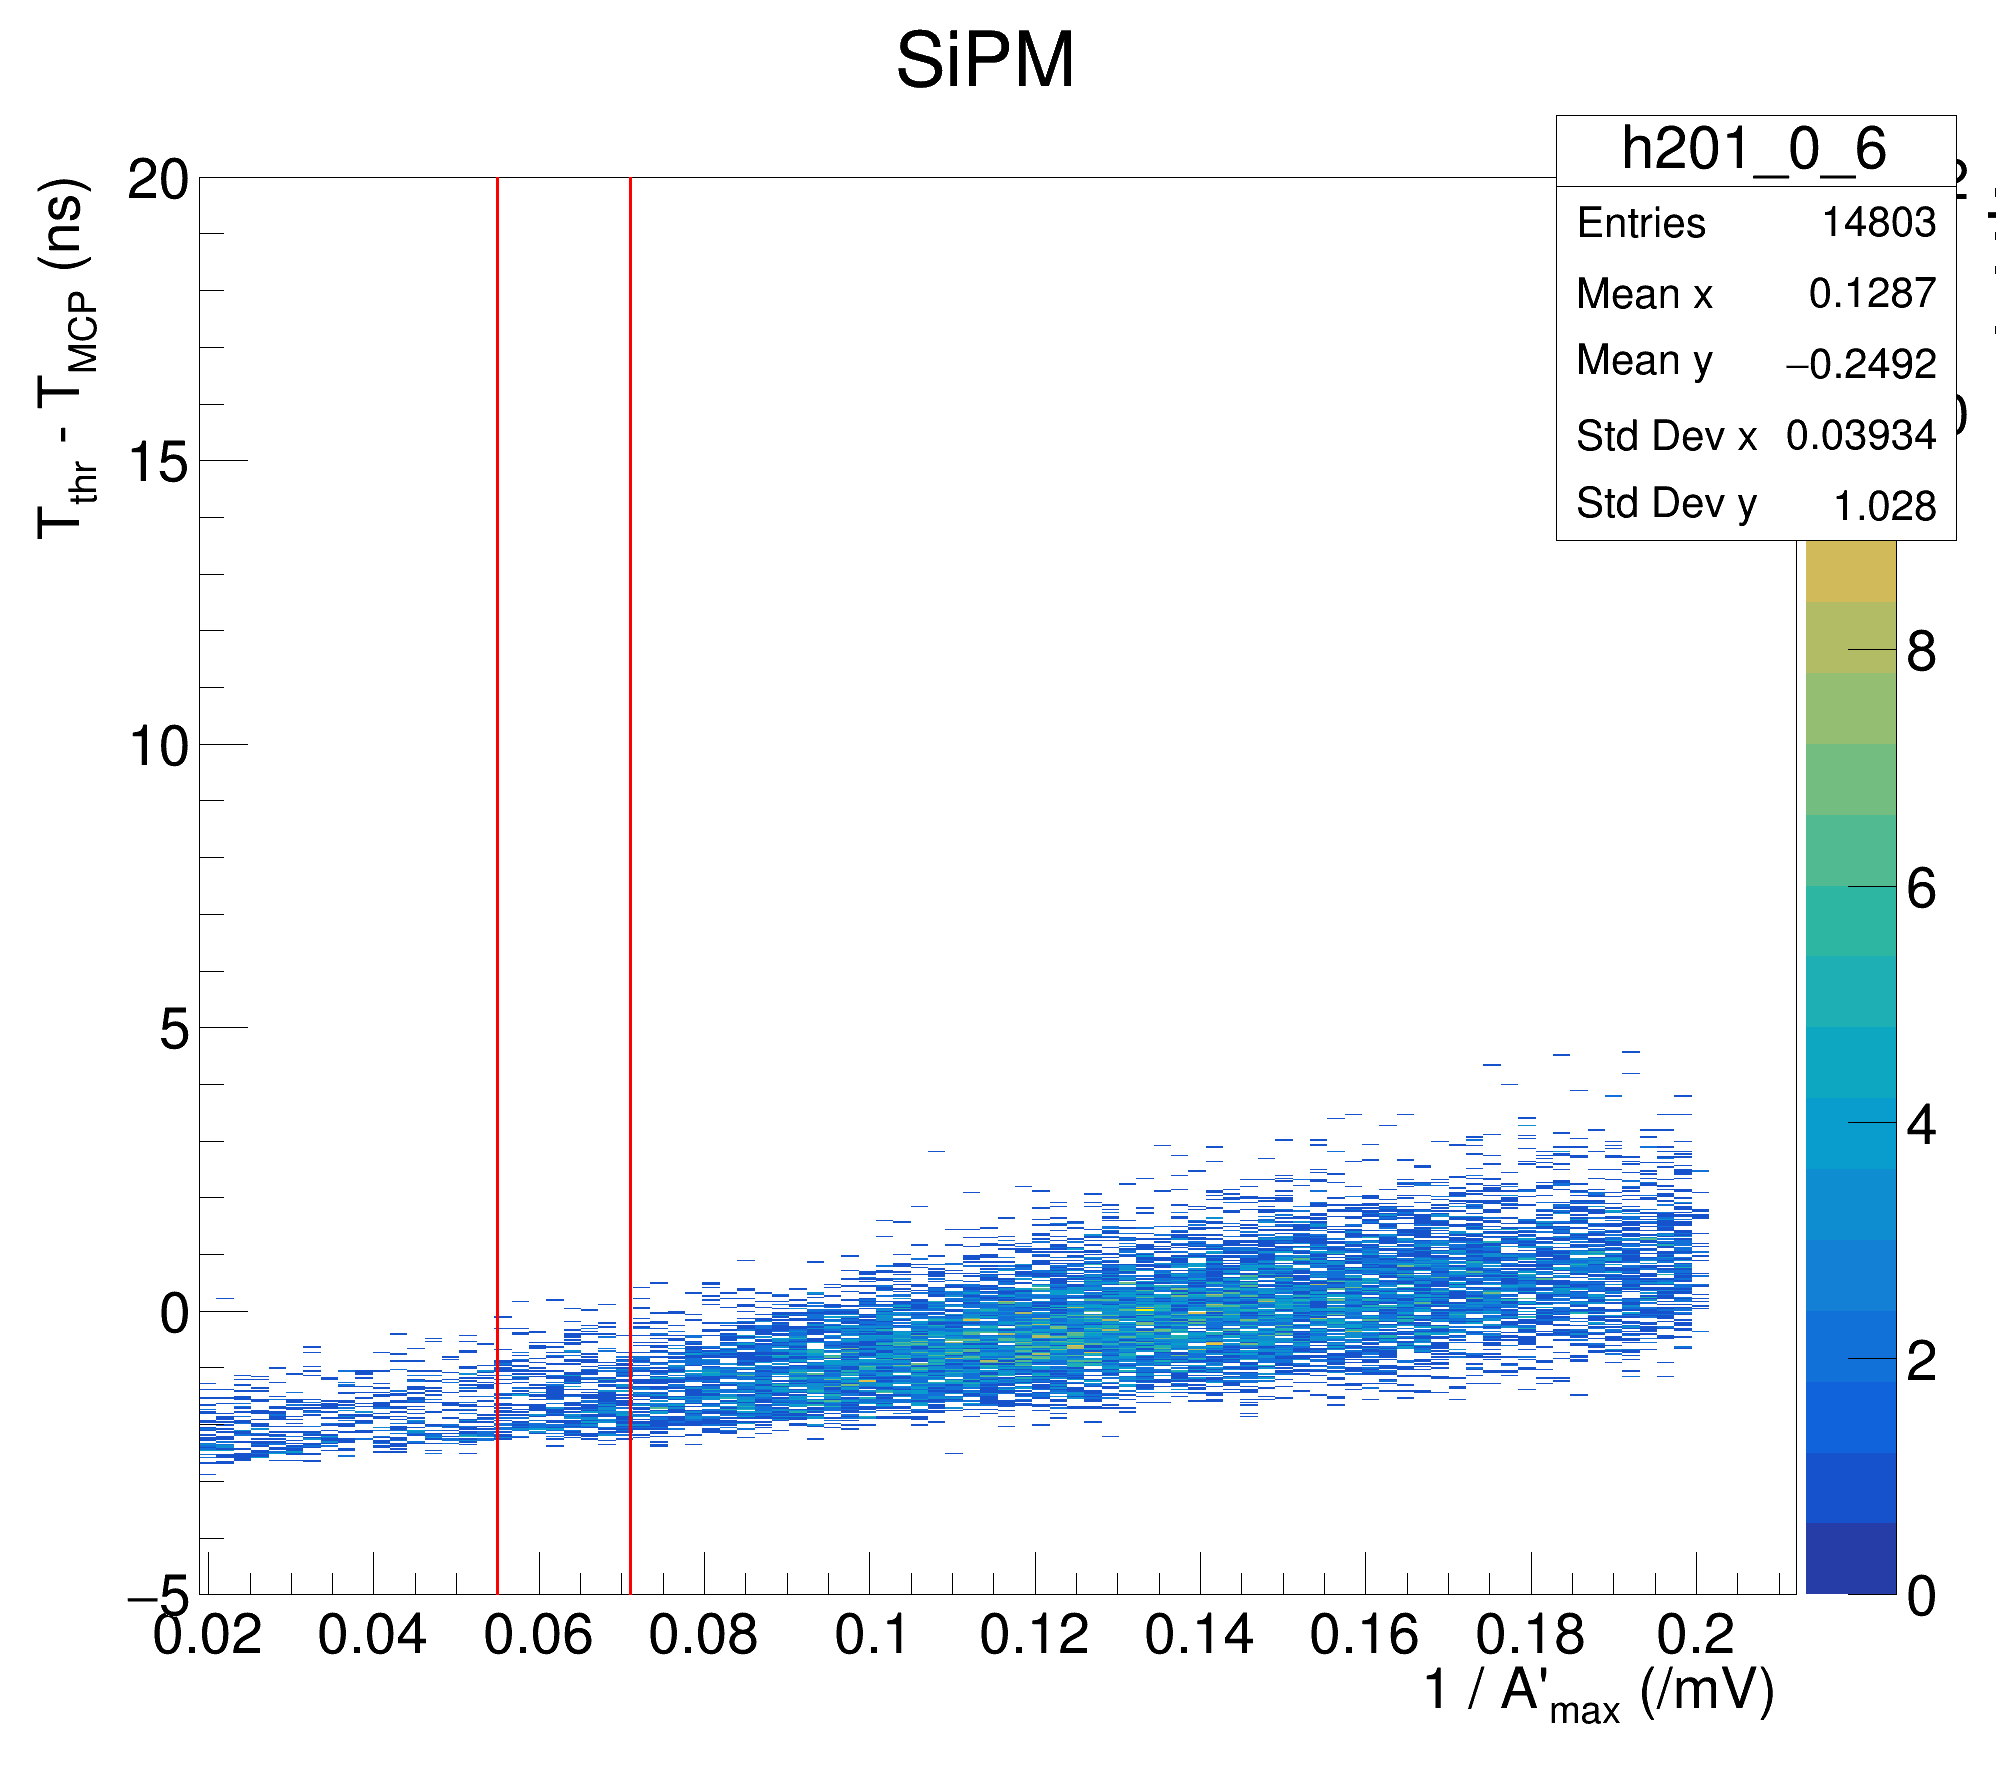 SiPM
h201_0_6
Entries 14803
Mean x 0.1287
Mean y −0.2492
Std Dev x 0.03934
Std Dev y 1.028
T_thr - T_MCP (ns)
20
15
10
5
0
−5
0.02 0.04 0.06 0.08 0.1 0.12 0.14 0.16 0.18 0.2
1 / A'_max (/mV)
8
6
4
2
0